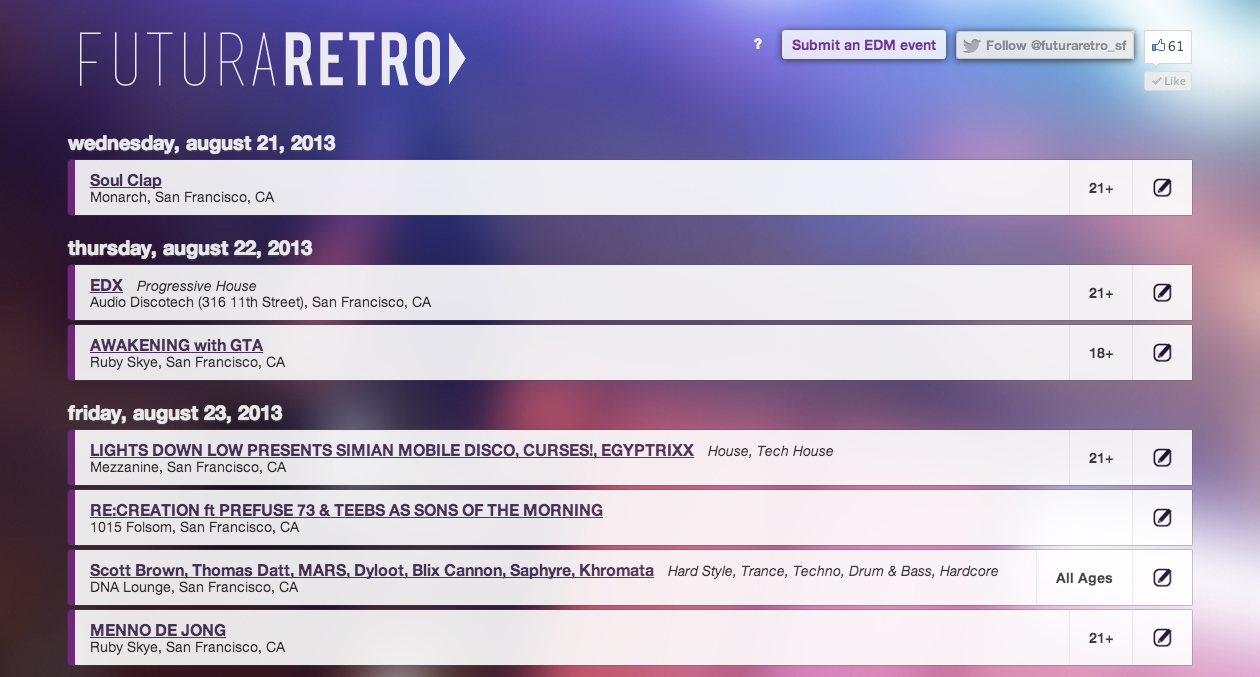 FUTURARETRO
?
Submit an EDM event
Follow @futuraretro_sf
61
Like
wednesday, august 21, 2013
Soul Clap
Monarch, San Francisco, CA
21+
thursday, august 22, 2013
EDX Progressive House
Audio Discotech (316 11th Street), San Francisco, CA
21+
AWAKENING with GTA
Ruby Skye, San Francisco, CA
18+
friday, august 23, 2013
LIGHTS DOWN LOW PRESENTS SIMIAN MOBILE DISCO, CURSES!, EGYPTRIXX House, Tech House
Mezzanine, San Francisco, CA
21+
RE:CREATION ft PREFUSE 73 & TEEBS AS SONS OF THE MORNING
1015 Folsom, San Francisco, CA
Scott Brown, Thomas Datt, MARS, Dyloot, Blix Cannon, Saphyre, Khromata Hard Style, Trance, Techno, Drum & Bass, Hardcore
DNA Lounge, San Francisco, CA
All Ages
MENNO DE JONG
Ruby Skye, San Francisco, CA
21+